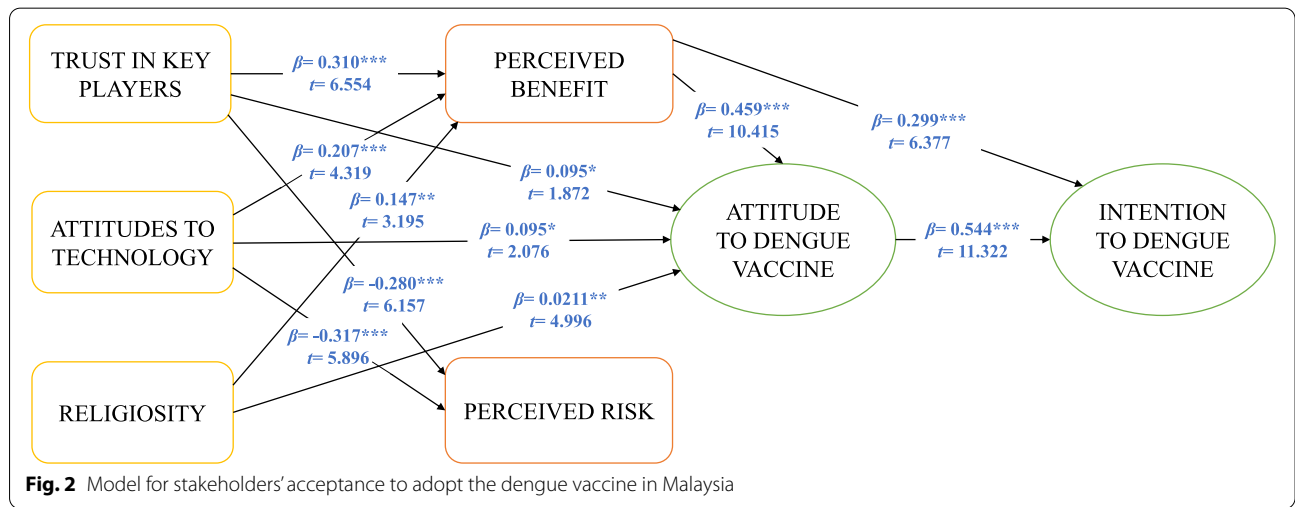 TRUST IN KEY
PLAYERS
β= 0.310***
t= 6.554
PERCEIVED
BENEFIT
β= 0.459***
t= 10.415
β= 0.299***
t= 6.377
β= 0.207***
t= 4.319
β= 0.147**
t= 3.195
β= 0.095*
t= 1.872
ATTITUDES TO
TECHNOLOGY
β= 0.095*
t= 2.076
ATTITUDE
TO DENGUE
VACCINE
β= 0.544***
t= 11.322
INTENTION
TO DENGUE
VACCINE
β= -0.280***
t= 6.157
β= 0.0211**
t= 4.996
β= -0.317***
t= 5.896
RELIGIOSITY
PERCEIVED RISK
Fig. 2 Model for stakeholders' acceptance to adopt the dengue vaccine in Malaysia